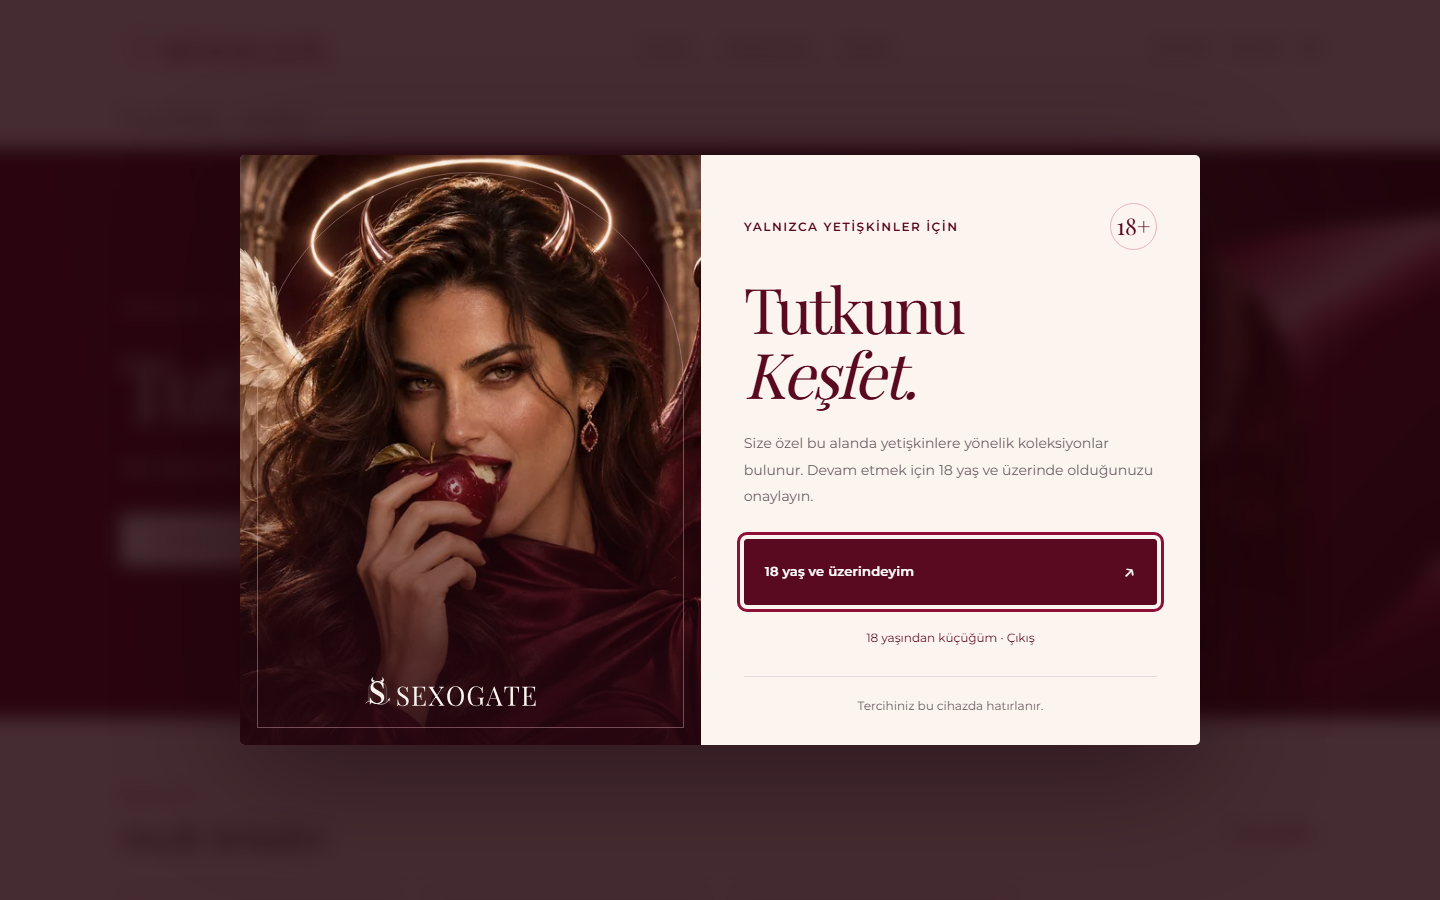 YALNIZCA YETİŞKİNLER İÇİN
18+
Tutkunu
Keşfet.
Size özel bu alanda yetişkinlere yönelik koleksiyonlar
bulunur. Devam etmek için 18 yaş ve üzerinde olduğunuzu
onaylayın.
18 yaş ve üzerindeyim
18 yaşından küçüğüm · Çıkış
Tercihiniz bu cihazda hatırlanır.
SEXOGATE